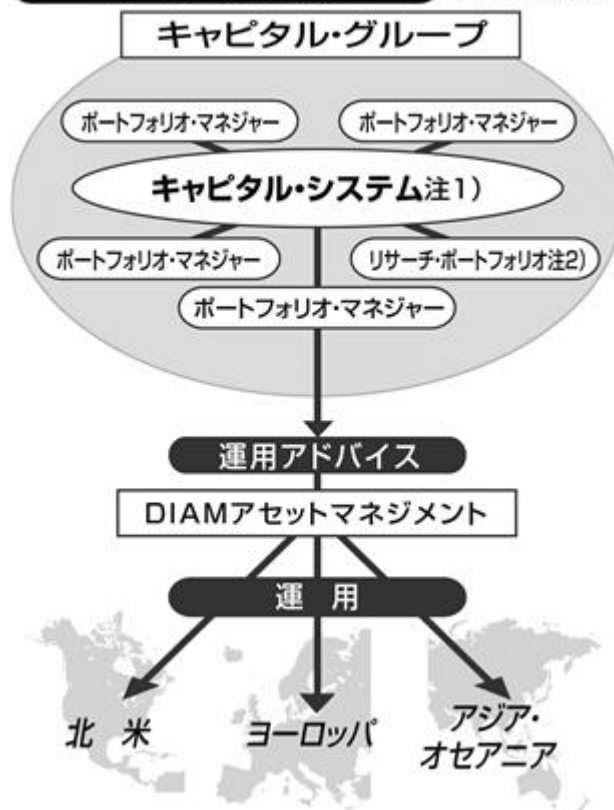 キャピタル・グループ
ポートフォリオ・マネジャー
ポートフォリオ・マネジャー
キャピタル・システム注1)
ポートフォリオ・マネジャー
リサーチ・ポートフォリオ注2)
ポートフォリオ・マネジャー
運用アドバイス
DIAMアセットマネジメント
運 用
北 米
ヨーロッパ
アジア・
オセアニア